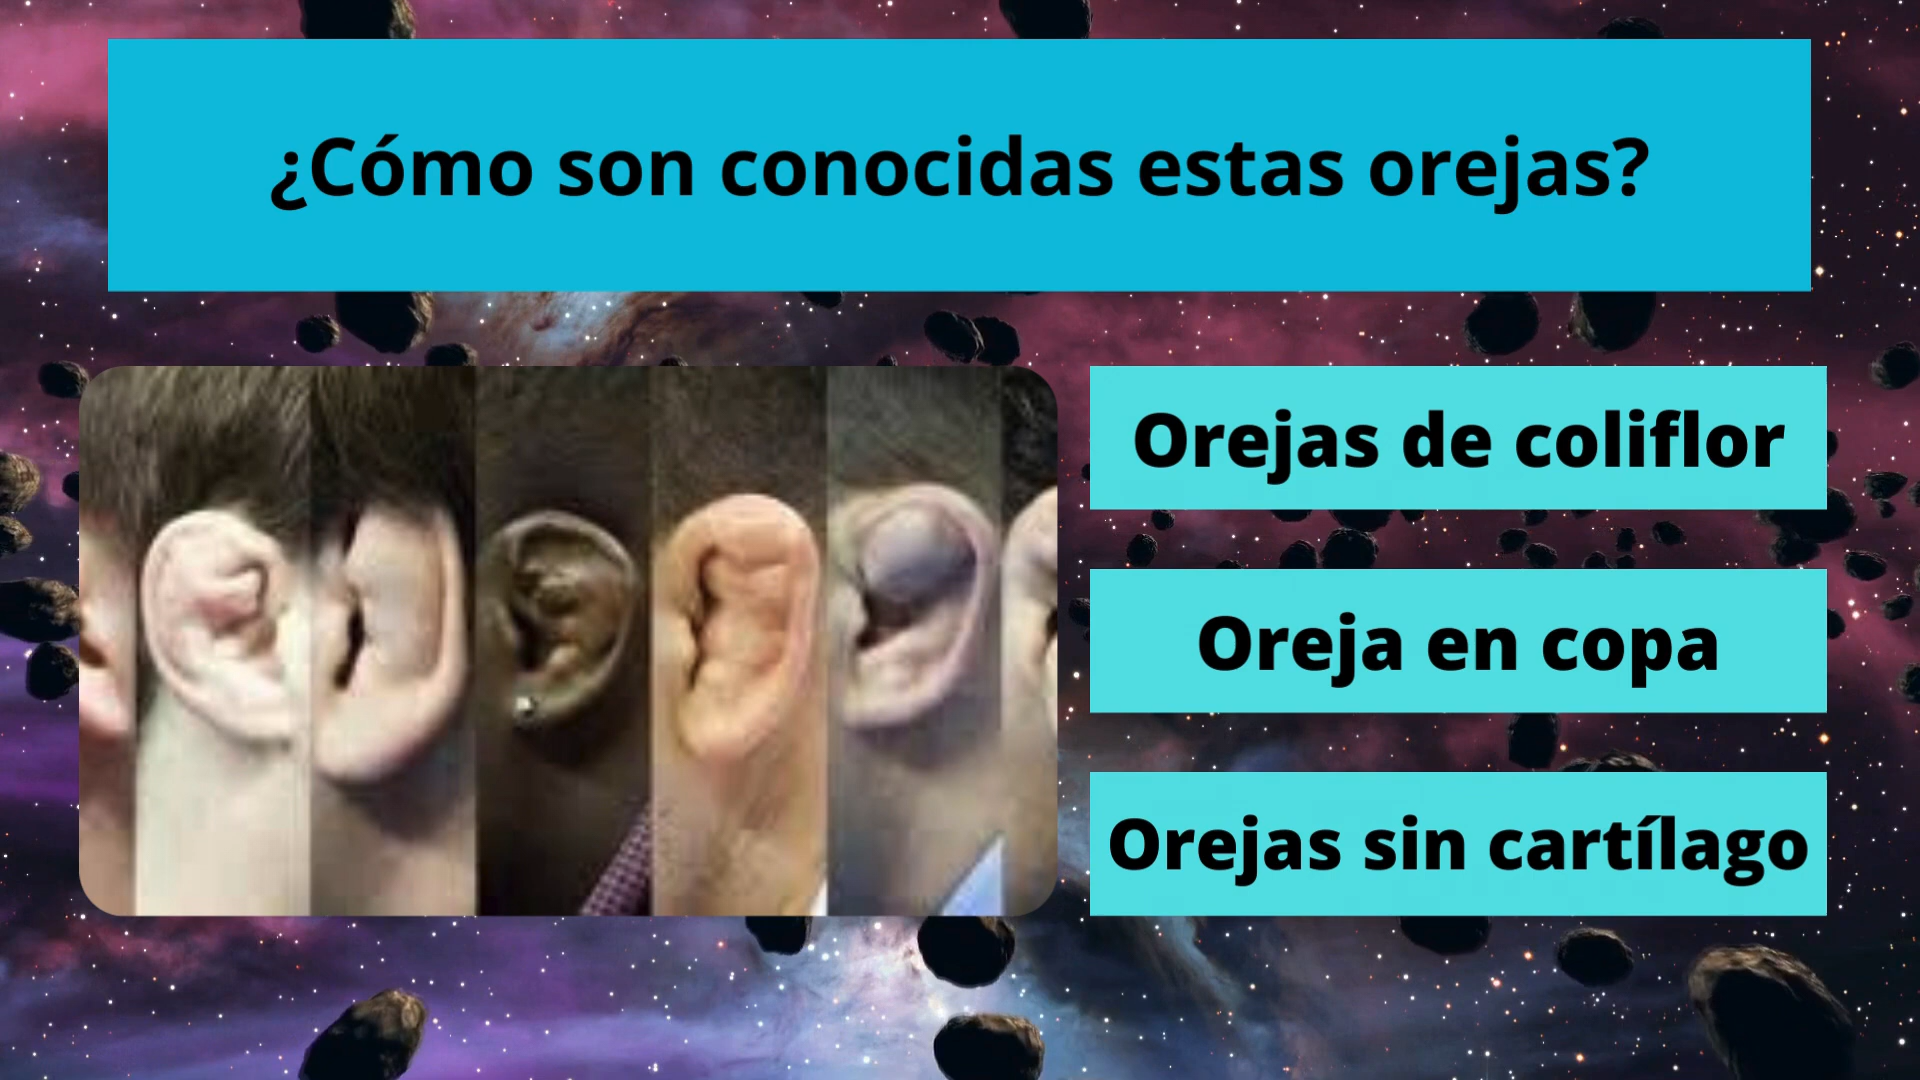 ¿Cómo son conocidas estas orejas?
Orejas de coliflor
Oreja en copa
Orejas sin cartílago